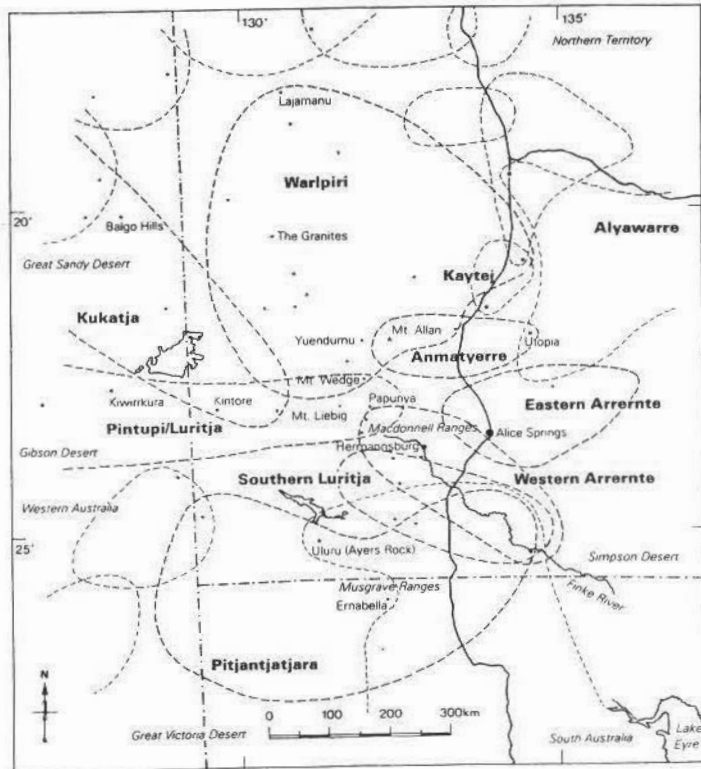 130
135
Northern Territory
Lajamanu
Warlpiri
20°
Balgo Hills
The Granites
Alyawarre
Great Sandy Desert
Kaytej
Kukatja
Yuendumu
Mt. Allan
Utopia
Anmatyerre
Mt. Wedge
Kiwirrkura
Kintore
Mt. Liebig
Papunya
Eastern Arrernte
Pintupi/Luritja
Macdonnell Ranges
Alice Springs
Gibson Desert
Hermannsburg
Southern Luritja
Western Arrernte
Western Australia
25°
Uluru (Ayers Rock)
Simpson Desert
Musgrave Ranges
Finke River
Ernabella
Pitjantjatjara
N
0 100 200 300km
Great Victoria Desert
South Australia
Lake
Eyre